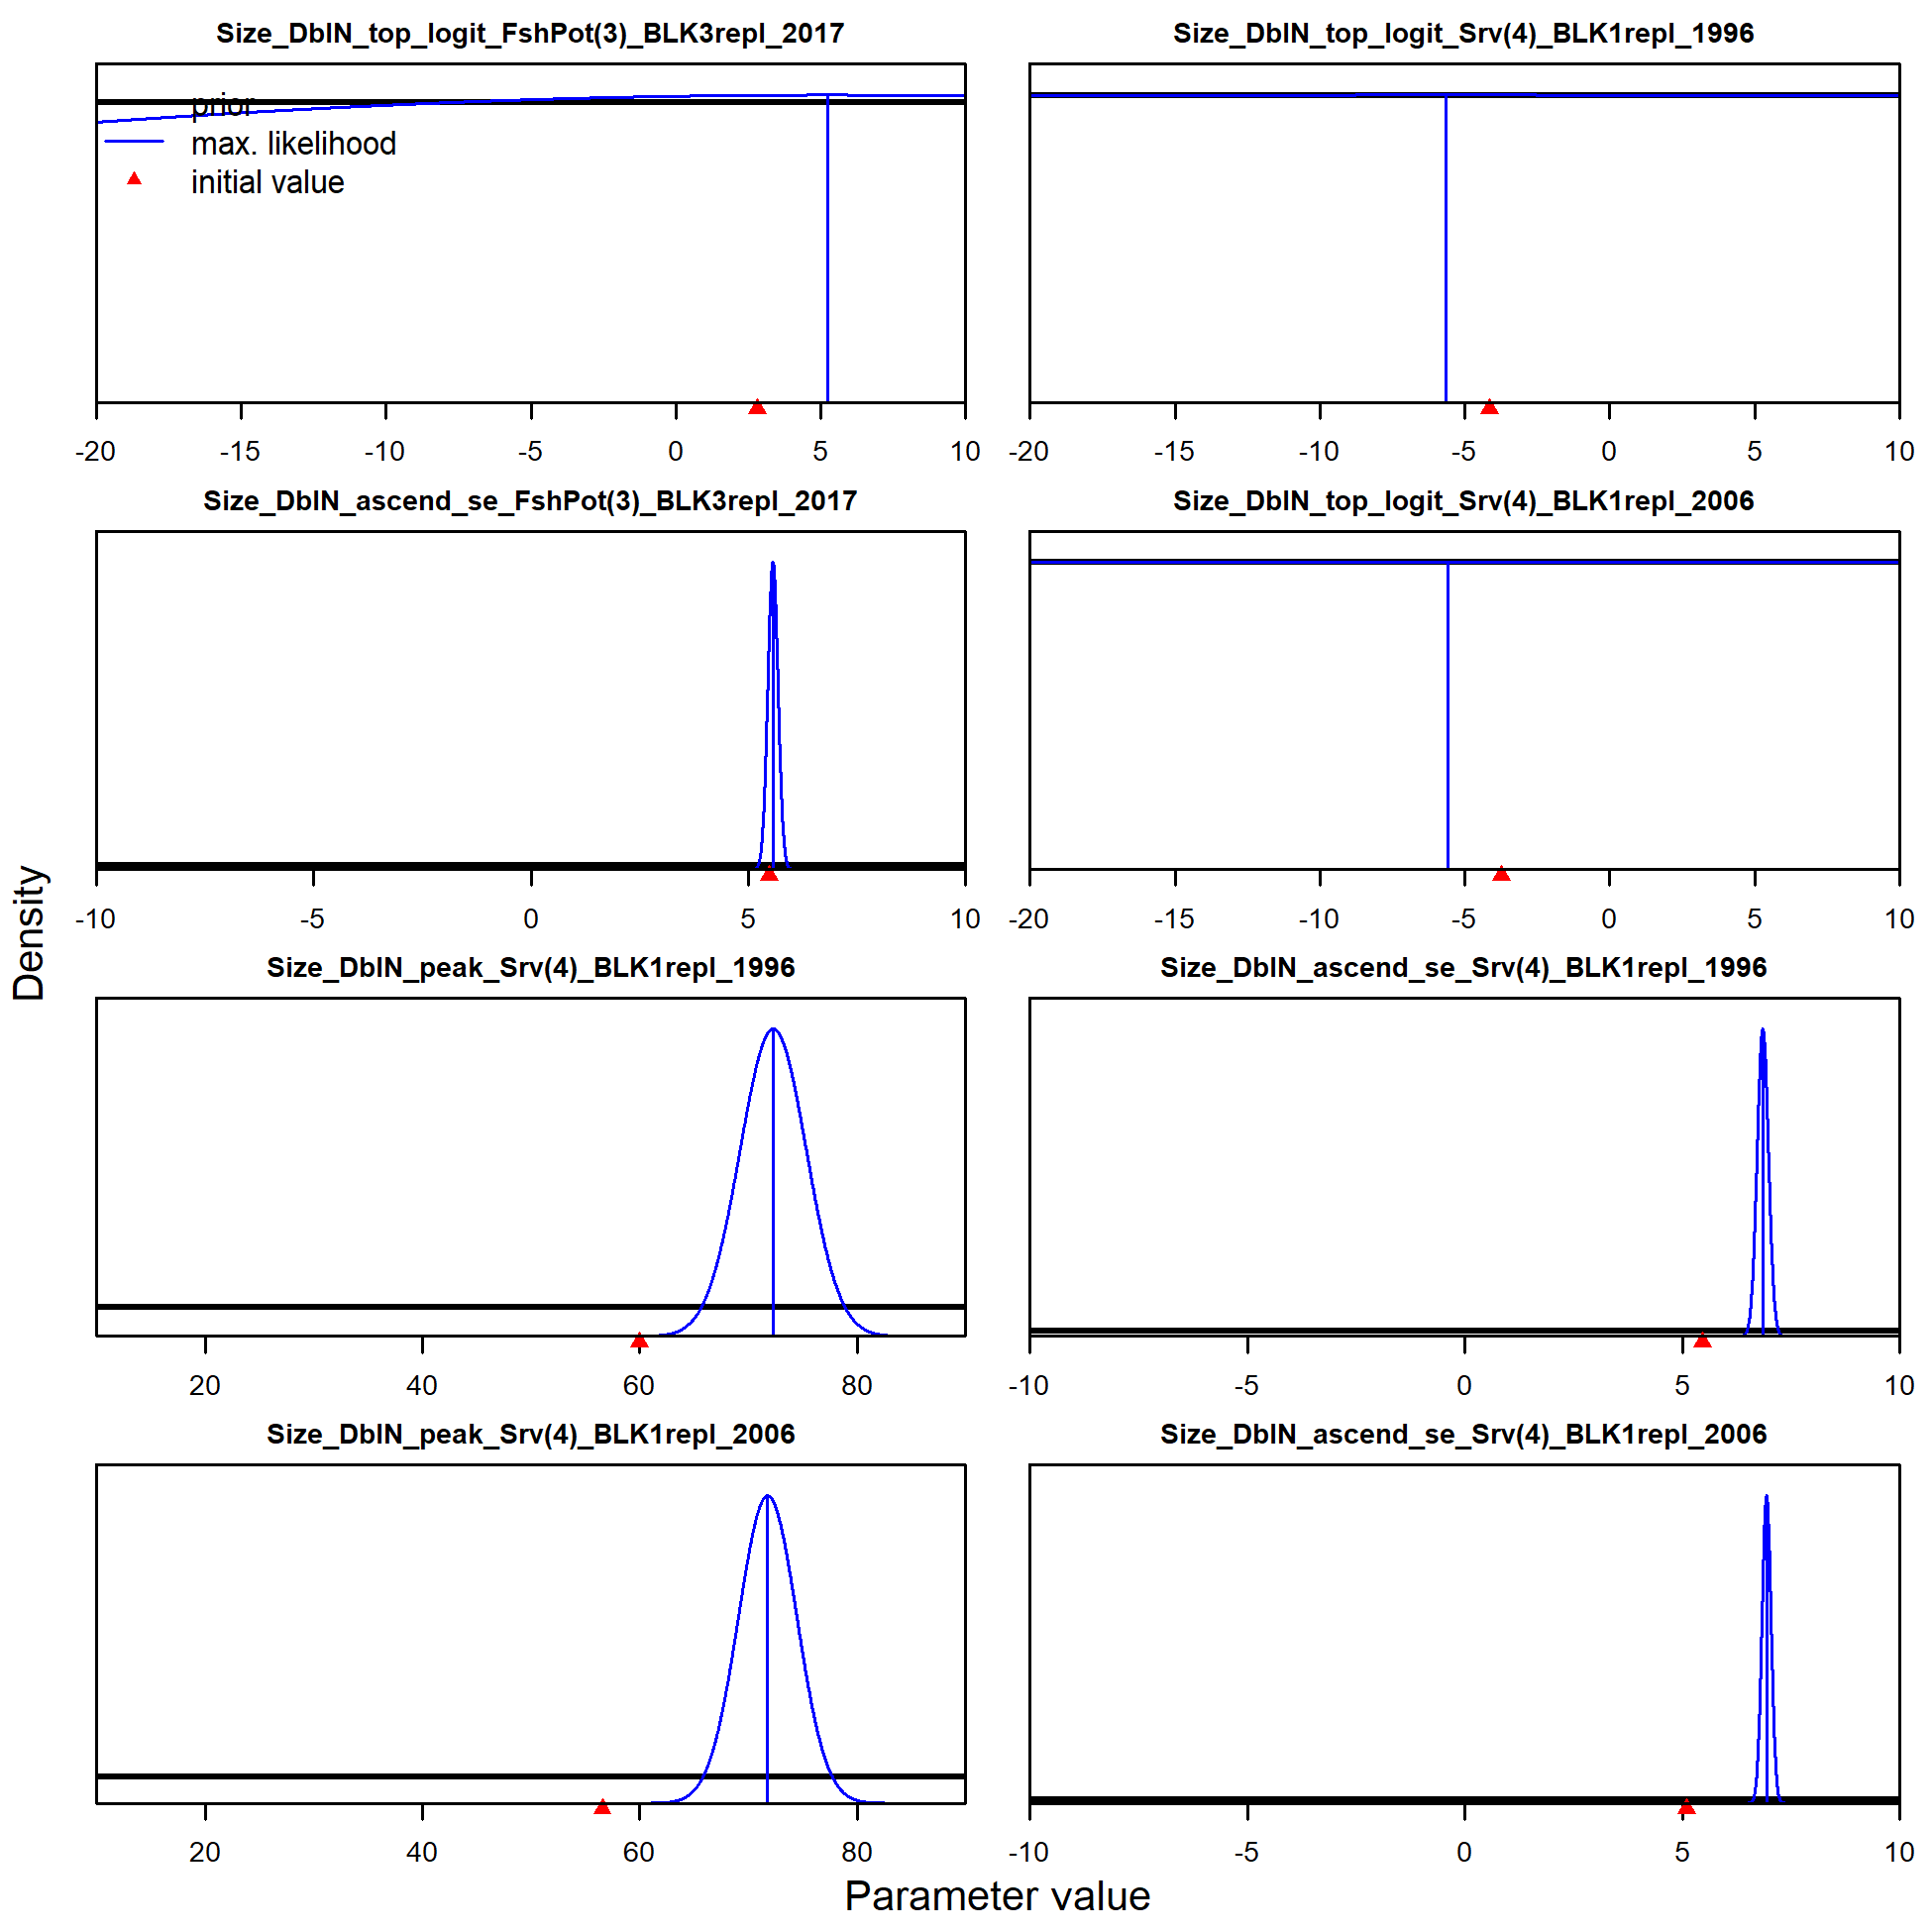 Size_DblN_top_logit_FshPot(3)_BLK3repl_2017
prior
max. likelihood
initial value
-20 -15 -10 -5 0 5 10
Size_DblN_top_logit_Srv(4)_BLK1repl_1996
-20 -15 -10 -5 0 5 10
Size_DblN_ascend_se_FshPot(3)_BLK3repl_2017
-10 -5 0 5 10
Size_DblN_top_logit_Srv(4)_BLK1repl_2006
-20 -15 -10 -5 0 5 10
Density
Size_DblN_peak_Srv(4)_BLK1repl_1996
20 40 60 80
Size_DblN_ascend_se_Srv(4)_BLK1repl_1996
-10 -5 0 5 10
Size_DblN_peak_Srv(4)_BLK1repl_2006
20 40 60 80
Size_DblN_ascend_se_Srv(4)_BLK1repl_2006
-10 -5 0 5 10
Parameter value